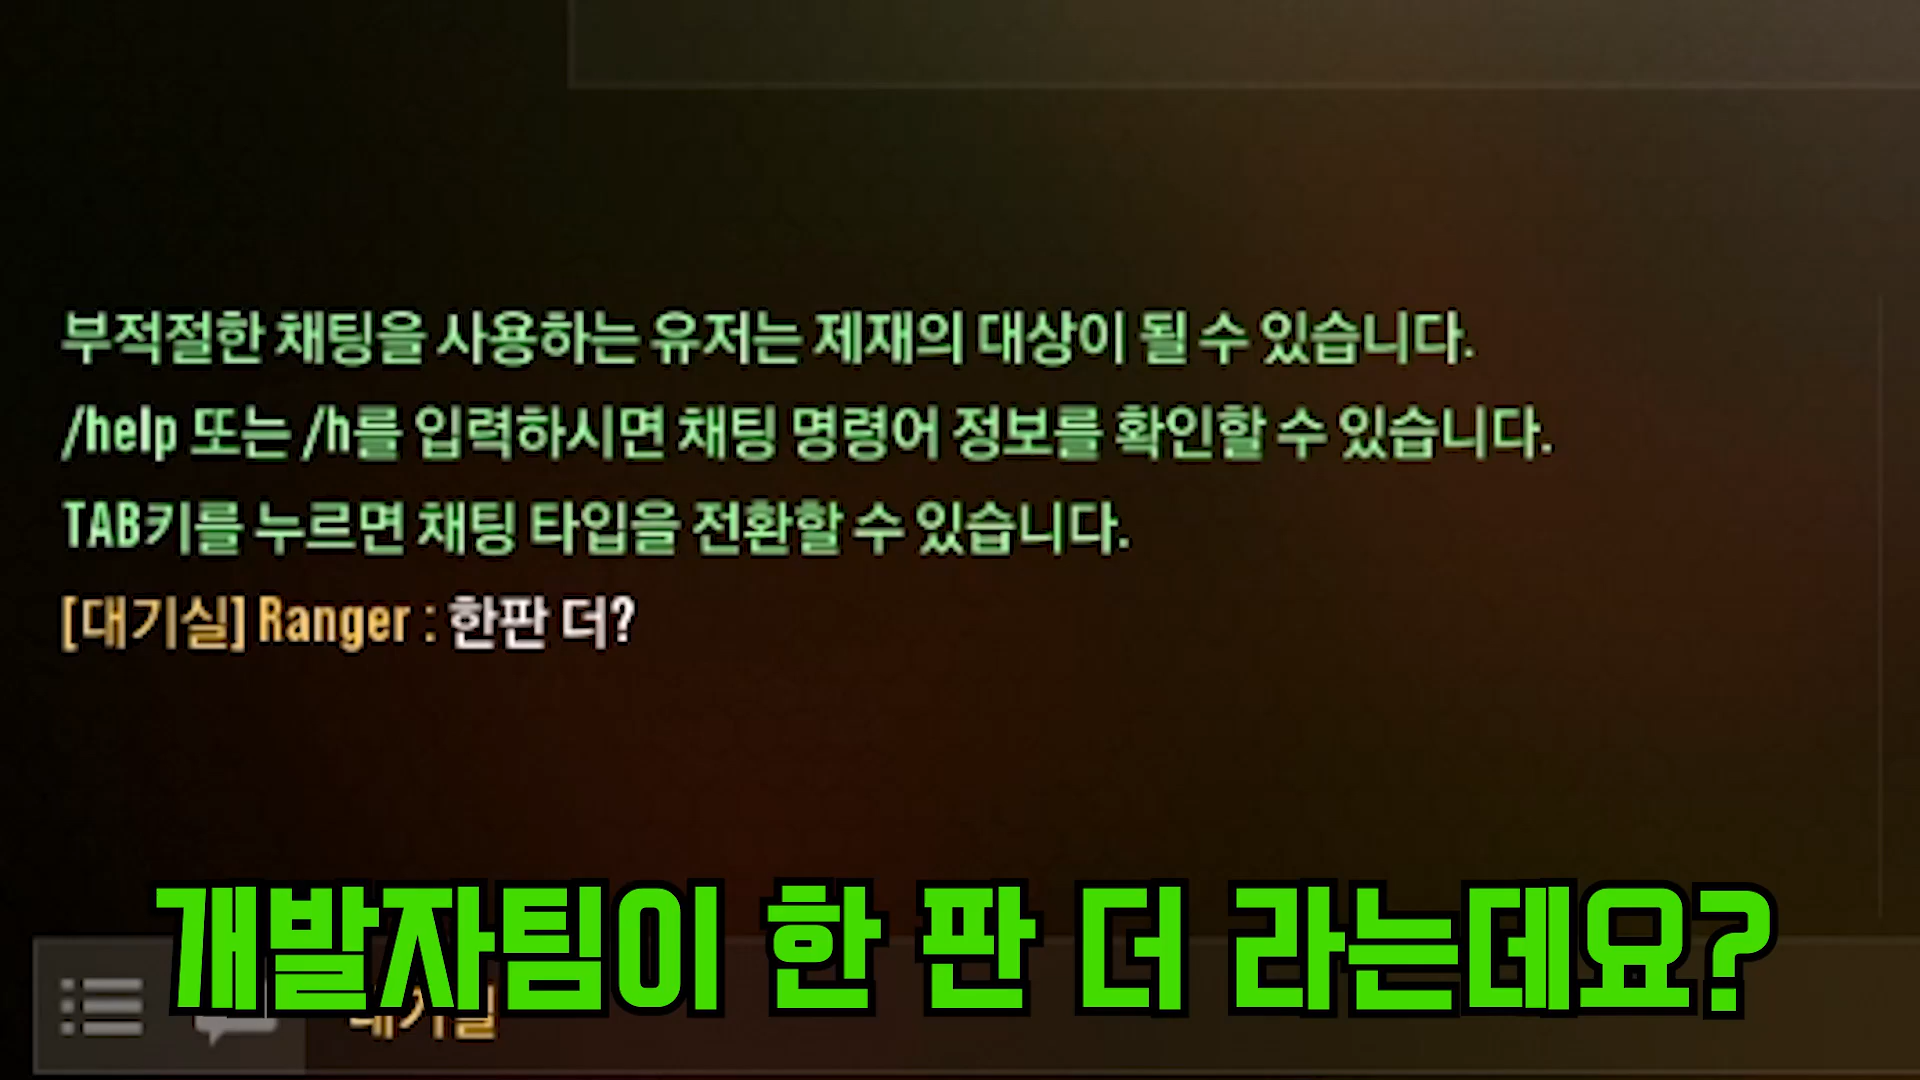 부적절한 채팅을 사용하는 유저는 제재의 대상이 될 수 있습니다.
/help 또는 /h를 입력하시면 채팅 명령어 정보를 확인할 수 있습니다.
TAB키를 누르면 채팅 타입을 전환할 수 있습니다.
[대기실] Ranger : 한판 더?
개발자팀이 한 판 더 라는데요?
대기실